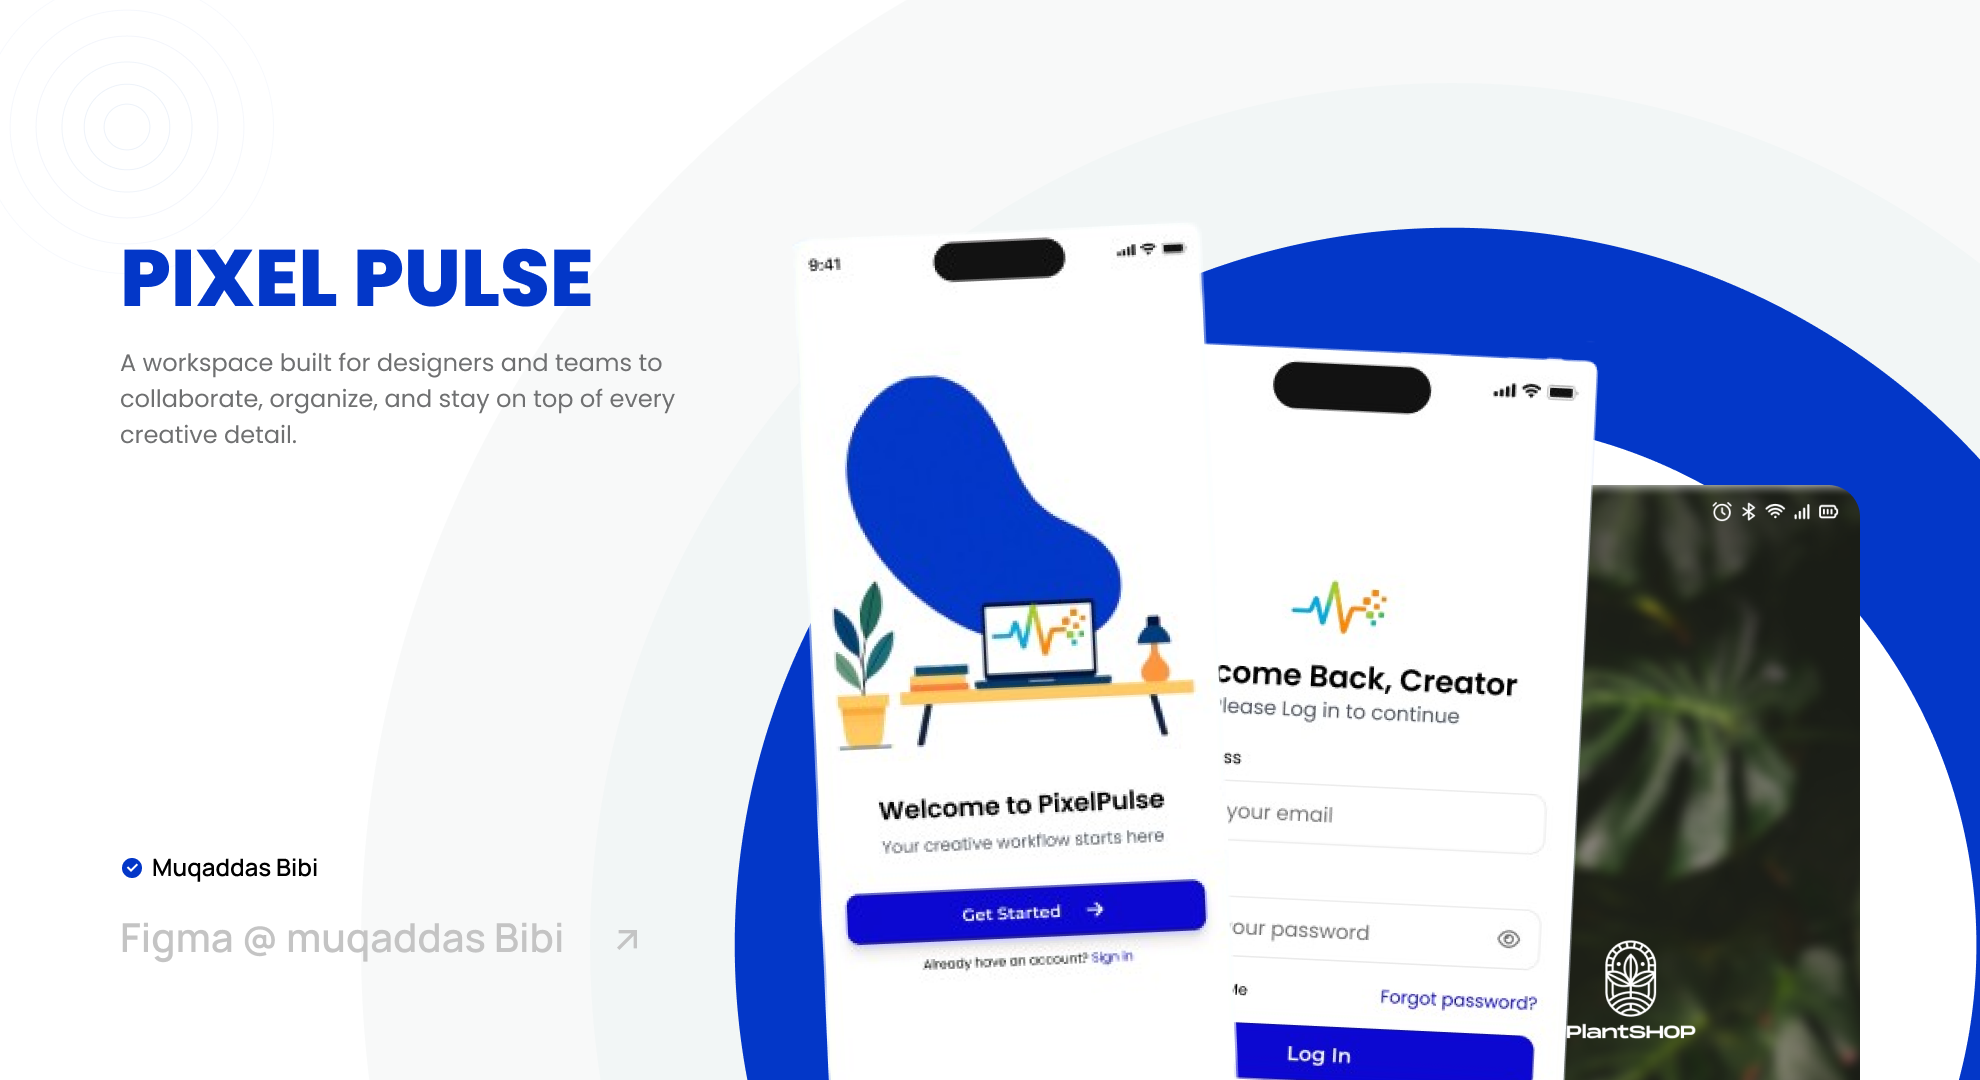 PIXEL PULSE
A workspace built for designers and teams to
collaborate, organize, and stay on top of every
creative detail.
Muqaddas Bibi
Figma @ muqaddas Bibi
9:41
Welcome to PixelPulse
Your creative workflow starts here
Get Started
Already have an account? Sign in
come Back, Creator
lease Log in to continue
ss
your email
our password
Me
Forgot password?
Log In
PlantSHOP